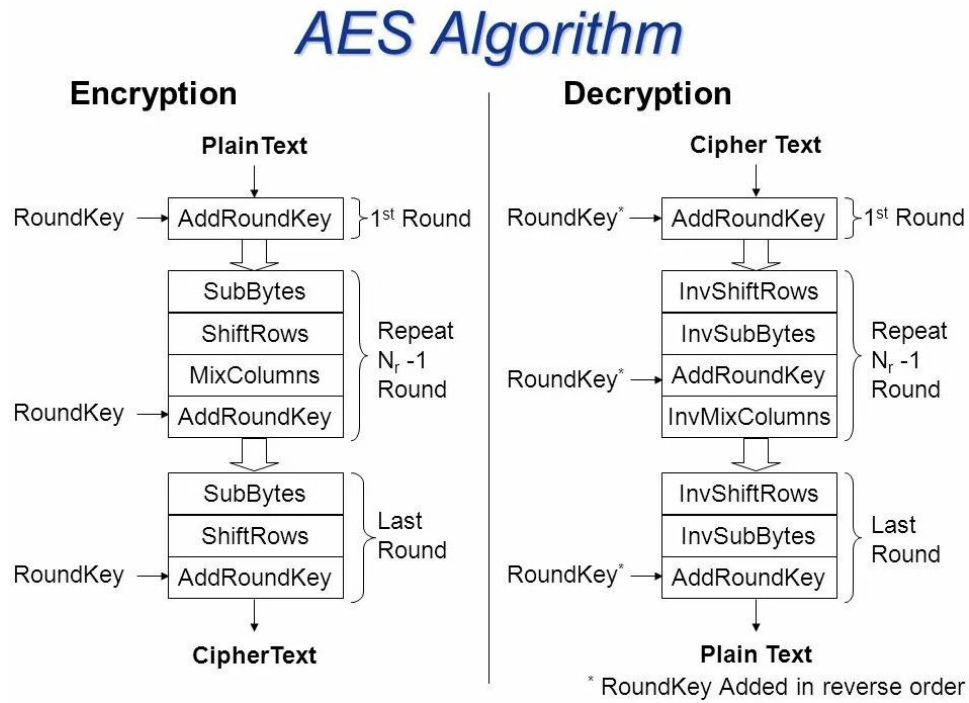 AES Algorithm
Encryption
PlainText
RoundKey
AddRoundKey
1st Round
SubBytes
ShiftRows
MixColumns
RoundKey
AddRoundKey
Repeat
Nr -1
Round
SubBytes
ShiftRows
RoundKey
AddRoundKey
Last
Round
CipherText
Decryption
Cipher Text
RoundKey*
AddRoundKey
1st Round
InvShiftRows
InvSubBytes
RoundKey*
AddRoundKey
InvMixColumns
Repeat
Nr -1
Round
InvShiftRows
InvSubBytes
RoundKey*
AddRoundKey
Last
Round
Plain Text
* RoundKey Added in reverse order